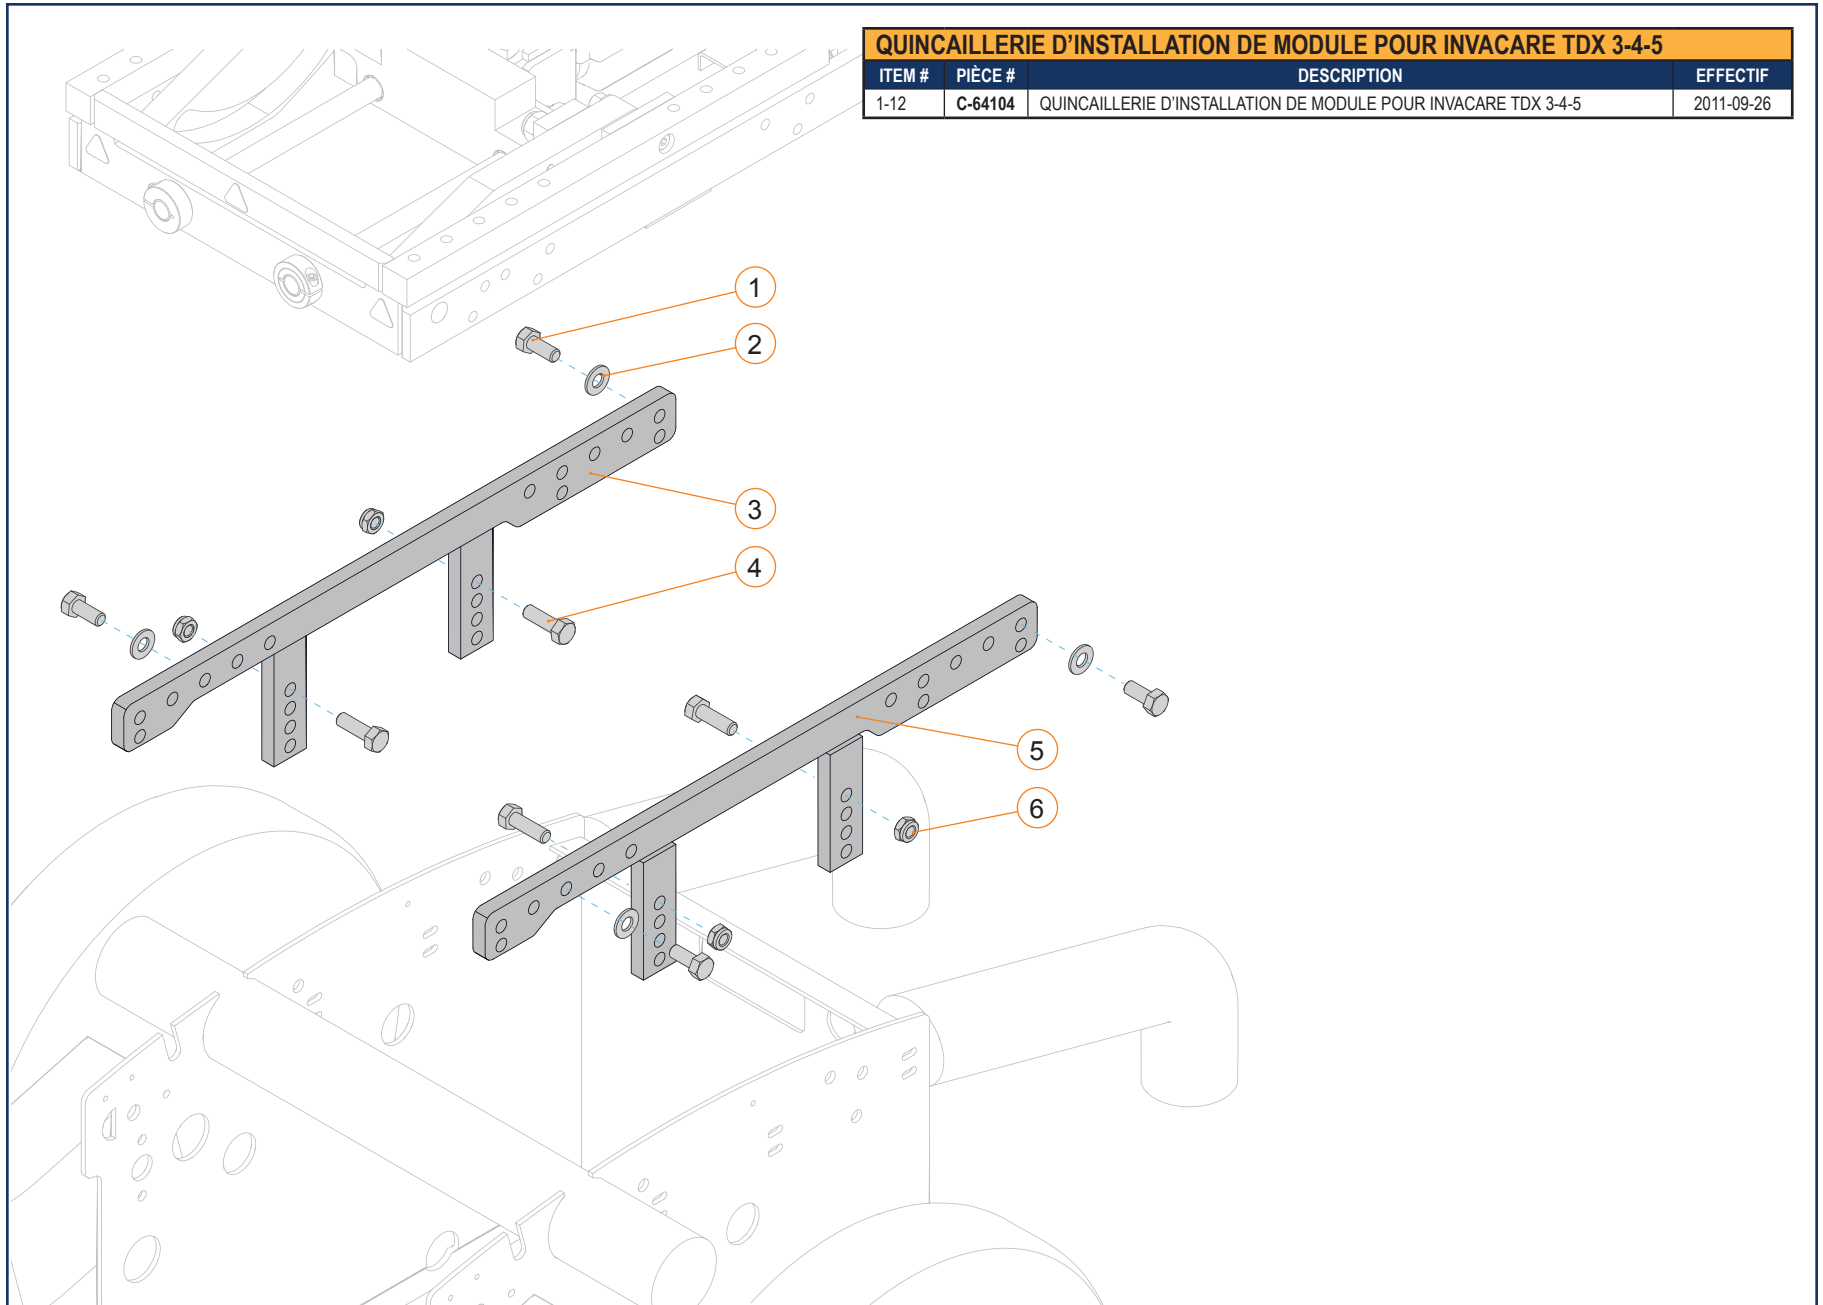 QUINCAILLERIE D’INSTALLATION DE MODULE POUR INVACARE TDX 3-4-5
ITEM # PIÈCE # DESCRIPTION EFFECTIF
1-12 C-64104 QUINCAILLERIE D’INSTALLATION DE MODULE POUR INVACARE TDX 3-4-5 2011-09-26
1
2
3
4
5
6